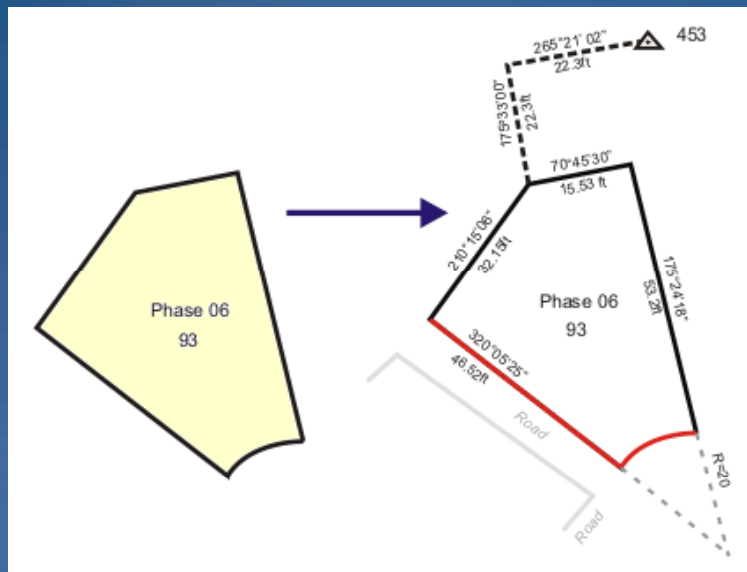 265°21' 02"
22.3ft
453
175°33'00"
22.3ft
70°45'30"
15.53 ft
210°15'06"
32.15ft
175°24'18"
53.2ft
Phase 06
93
Phase 06
93
320°05'25"
46.52ft
Road
R=20
Road